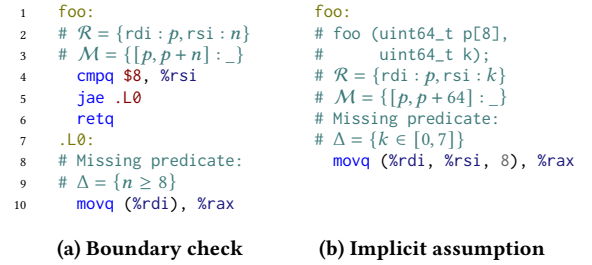 1 foo:
2 # ℛ = {rdi : p, rsi : n}
3 # ℳ = {[p, p + n] : _}
4 cmpq $8, %rsi
5 jae .L0
6 retq
7 .L0:
8 # Missing predicate:
9 # Δ = {n ≥ 8}
10 movq (%rdi), %rax
(a) Boundary check
foo:
# foo (uint64_t p[8],
# uint64_t k);
# ℛ = {rdi : p, rsi : k}
# ℳ = {[p, p + 64] : _}
# Missing predicate:
# Δ = {k ∈ [0, 7]}
movq (%rdi, %rsi, 8), %rax
(b) Implicit assumption